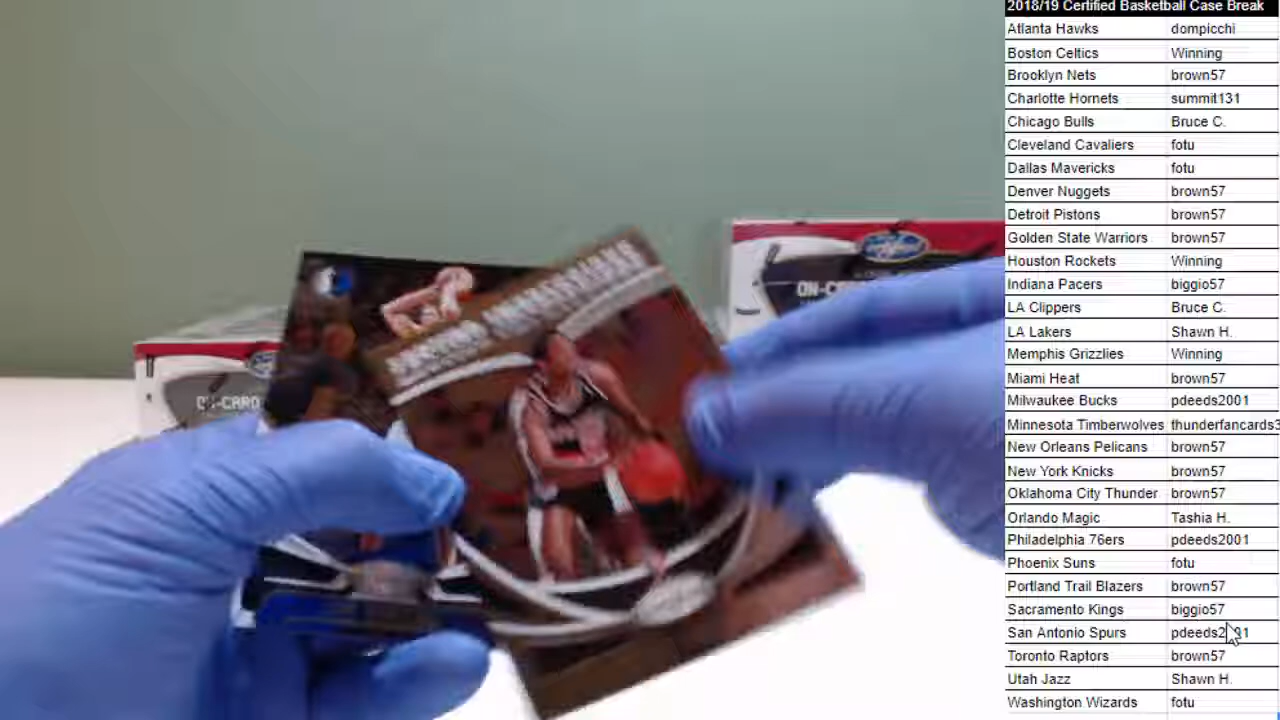 2018/19 Certified Basketball Case Break
Atlanta Hawks dompicchi
Boston Celtics Winning
Brooklyn Nets brown57
Charlotte Hornets summit131
Chicago Bulls Bruce C.
Cleveland Cavaliers fotu
Dallas Mavericks fotu
Denver Nuggets brown57
Detroit Pistons brown57
Golden State Warriors brown57
Houston Rockets Winning
Indiana Pacers biggio57
LA Clippers Bruce C.
LA Lakers Shawn H.
Memphis Grizzlies Winning
Miami Heat brown57
Milwaukee Bucks pdeeds2001
Minnesota Timberwolves thunderfancards3
New Orleans Pelicans brown57
New York Knicks brown57
Oklahoma City Thunder brown57
Orlando Magic Tashia H.
Philadelphia 76ers pdeeds2001
Phoenix Suns fotu
Portland Trail Blazers brown57
Sacramento Kings biggio57
San Antonio Spurs
Toronto Raptors brown57
Utah Jazz Shawn H.
Washington Wizards fotu
ON-CARD